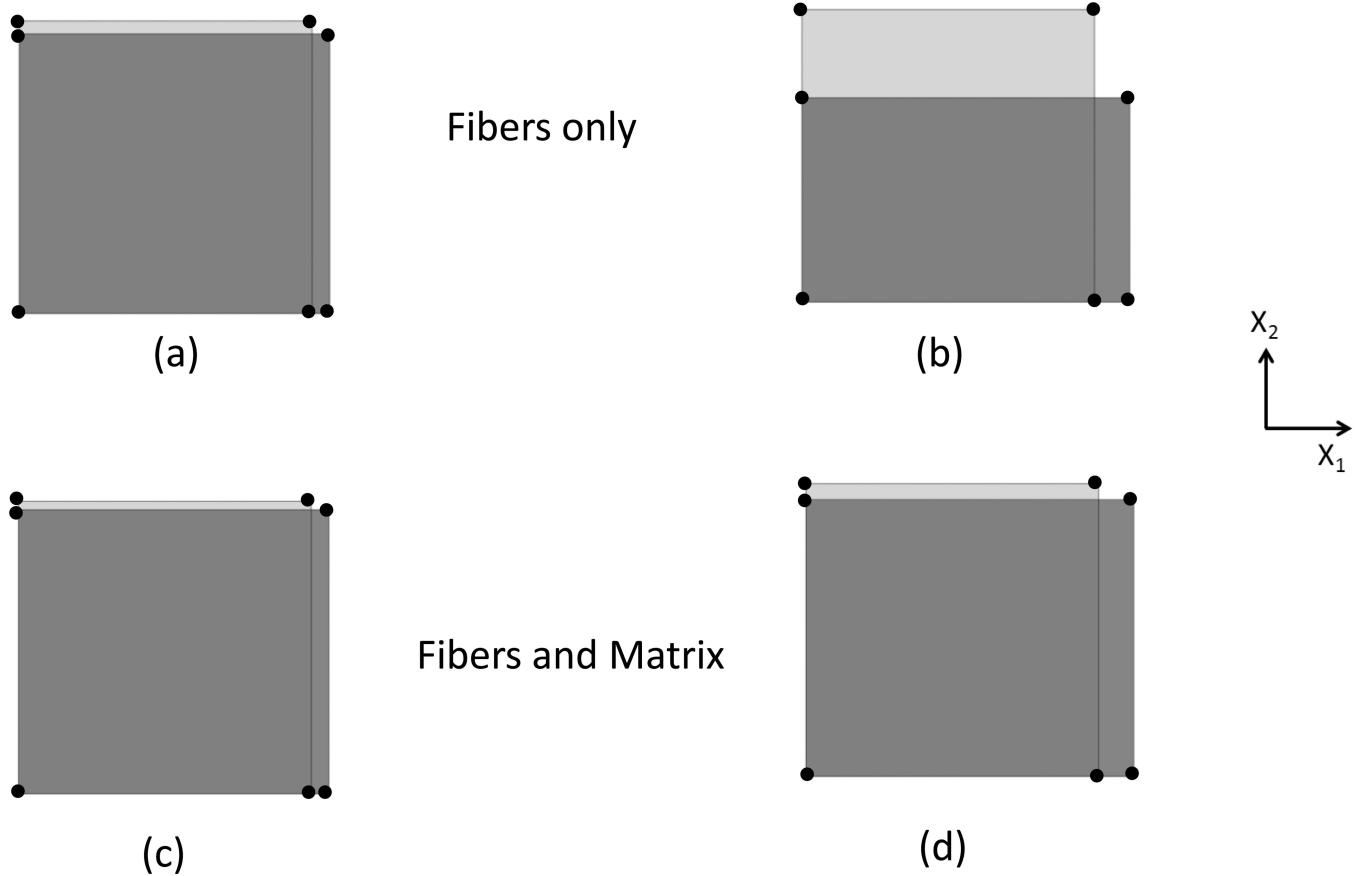 Fibers only
(a)
(b)
X₂
X₁
Fibers and Matrix
(c)
(d)